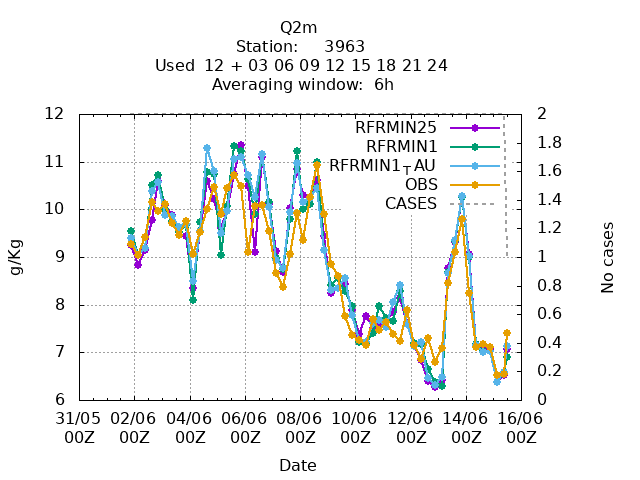 Q2m
Station: 3963
Used 12 + 03 06 09 12 15 18 21 24
Averaging window: 6h
12
11
10
9
8
7
6
g/Kg
2
1.8
1.6
1.4
1.2
1
0.8
0.6
0.4
0.2
0
No cases
RFRMIN25
RFRMIN1
RFRMIN1┬AU
OBS
CASES
31/05 02/06 04/06 06/06 08/06 10/06 12/06 14/06 16/06
00Z 00Z 00Z 00Z 00Z 00Z 00Z 00Z 00Z
Date